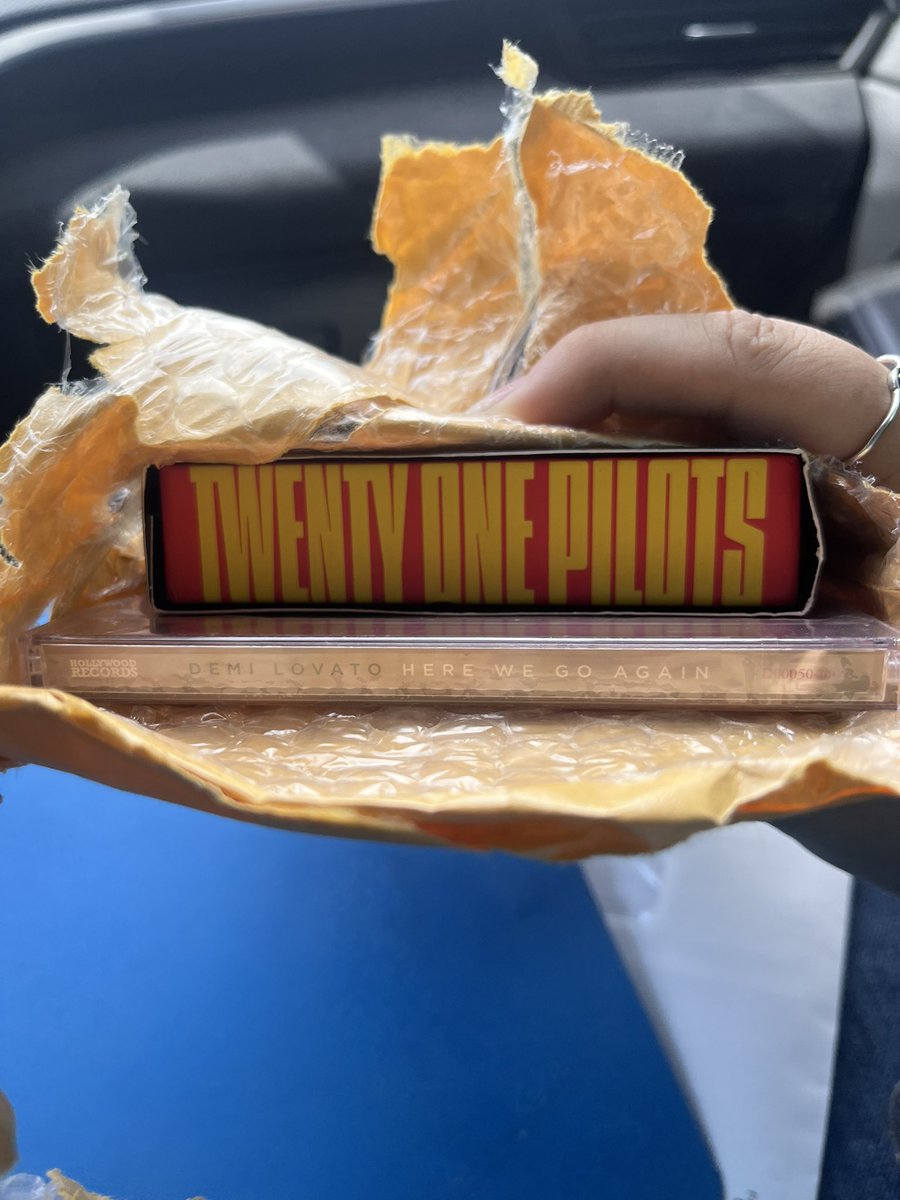 TWENTY ONE PILOTS
HOLLYWOOD
RECORDS
DEMI LOVATO HERE WE GO AGAIN